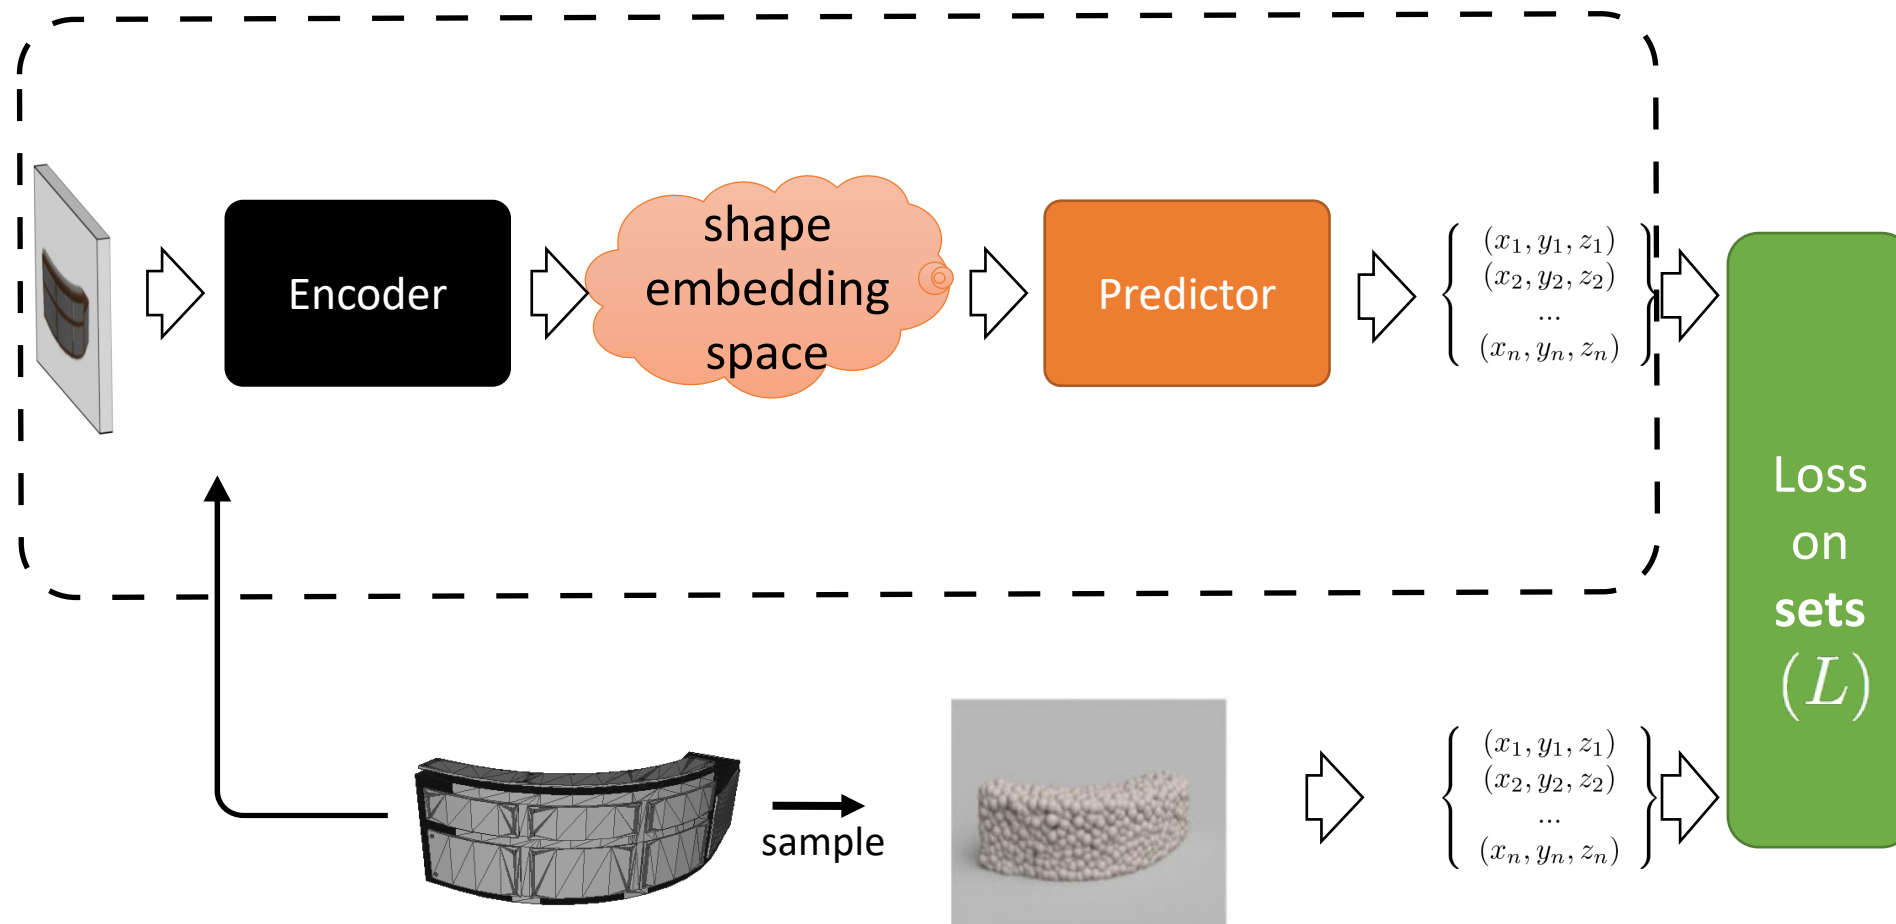 Encoder
shape
embedding
space
Predictor
(x₁, y₁, z₁)
(x₂, y₂, z₂)
...
(xₙ, yₙ, zₙ)
Loss
on
sets
(L)
sample
(x₁, y₁, z₁)
(x₂, y₂, z₂)
...
(xₙ, yₙ, zₙ)